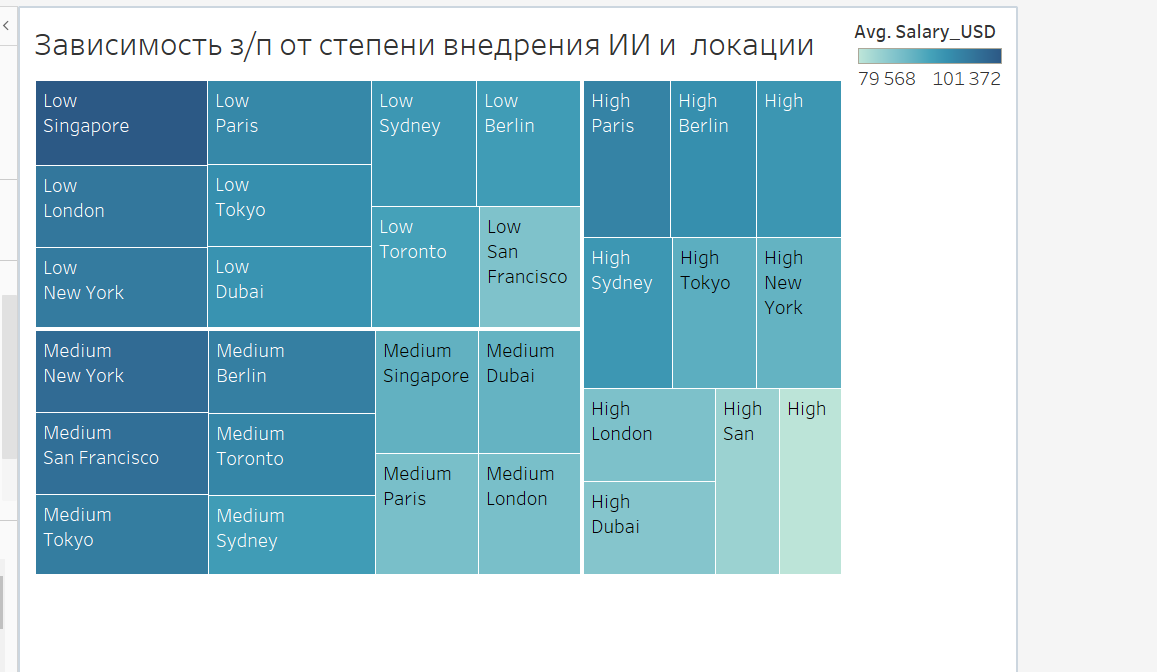 Зависимость з/п от степени внедрения ИИ и локации
Avg. Salary_USD
79 568
101 372
Low
Singapore
Low
London
Low
New York
Low
Paris
Low
Tokyo
Low
Dubai
Low
Sydney
Low
Berlin
Low
Toronto
Low
San
Francisco
Medium
New York
Medium
San Francisco
Medium
Tokyo
Medium
Berlin
Medium
Toronto
Medium
Sydney
Medium
Singapore
Medium
Dubai
Medium
Paris
Medium
London
High
Paris
High
Berlin
High
High
Sydney
High
Tokyo
High
New
York
High
London
High
Dubai
High
San
High